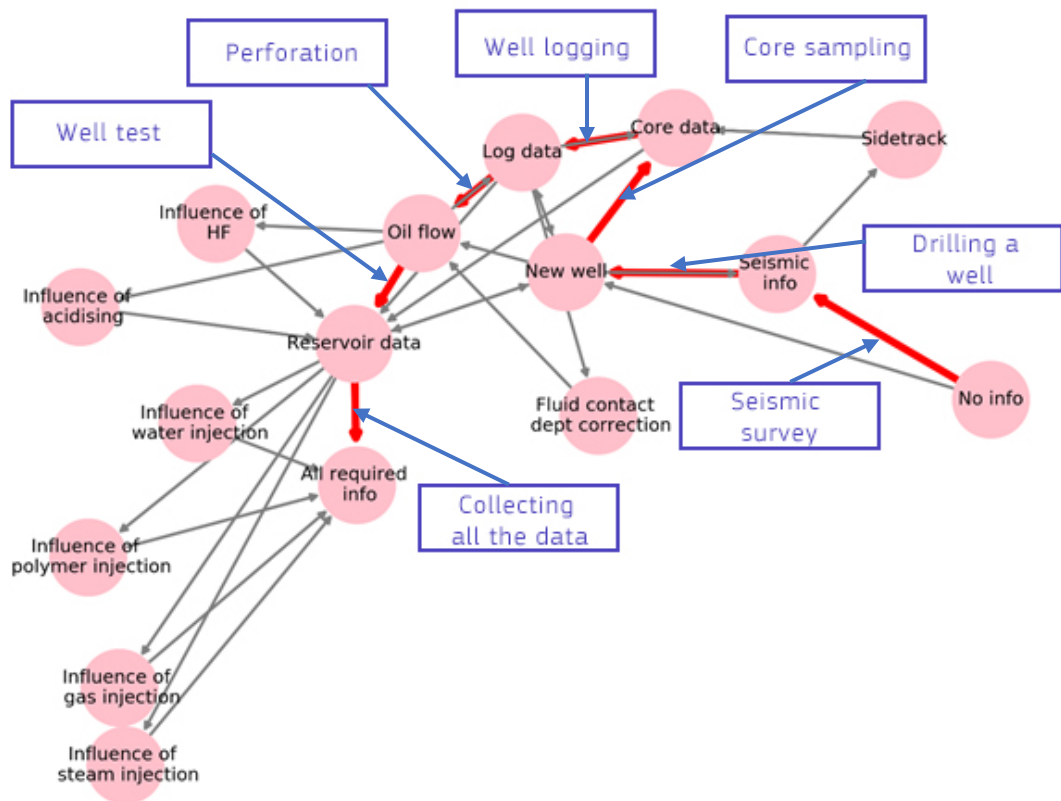 Perforation
Well logging
Core sampling
Well test
Log data
Core data
Sidetrack
Influence of
HF
Oil flow
New well
Seismic
info
Drilling a
well
Influence of
acidising
Reservoir data
Influence of
water injection
Fluid contact
dept correction
Seismic
survey
No info
All required
info
Collecting
all the data
Influence of
polymer injection
Influence of
gas injection
Influence of
steam injection